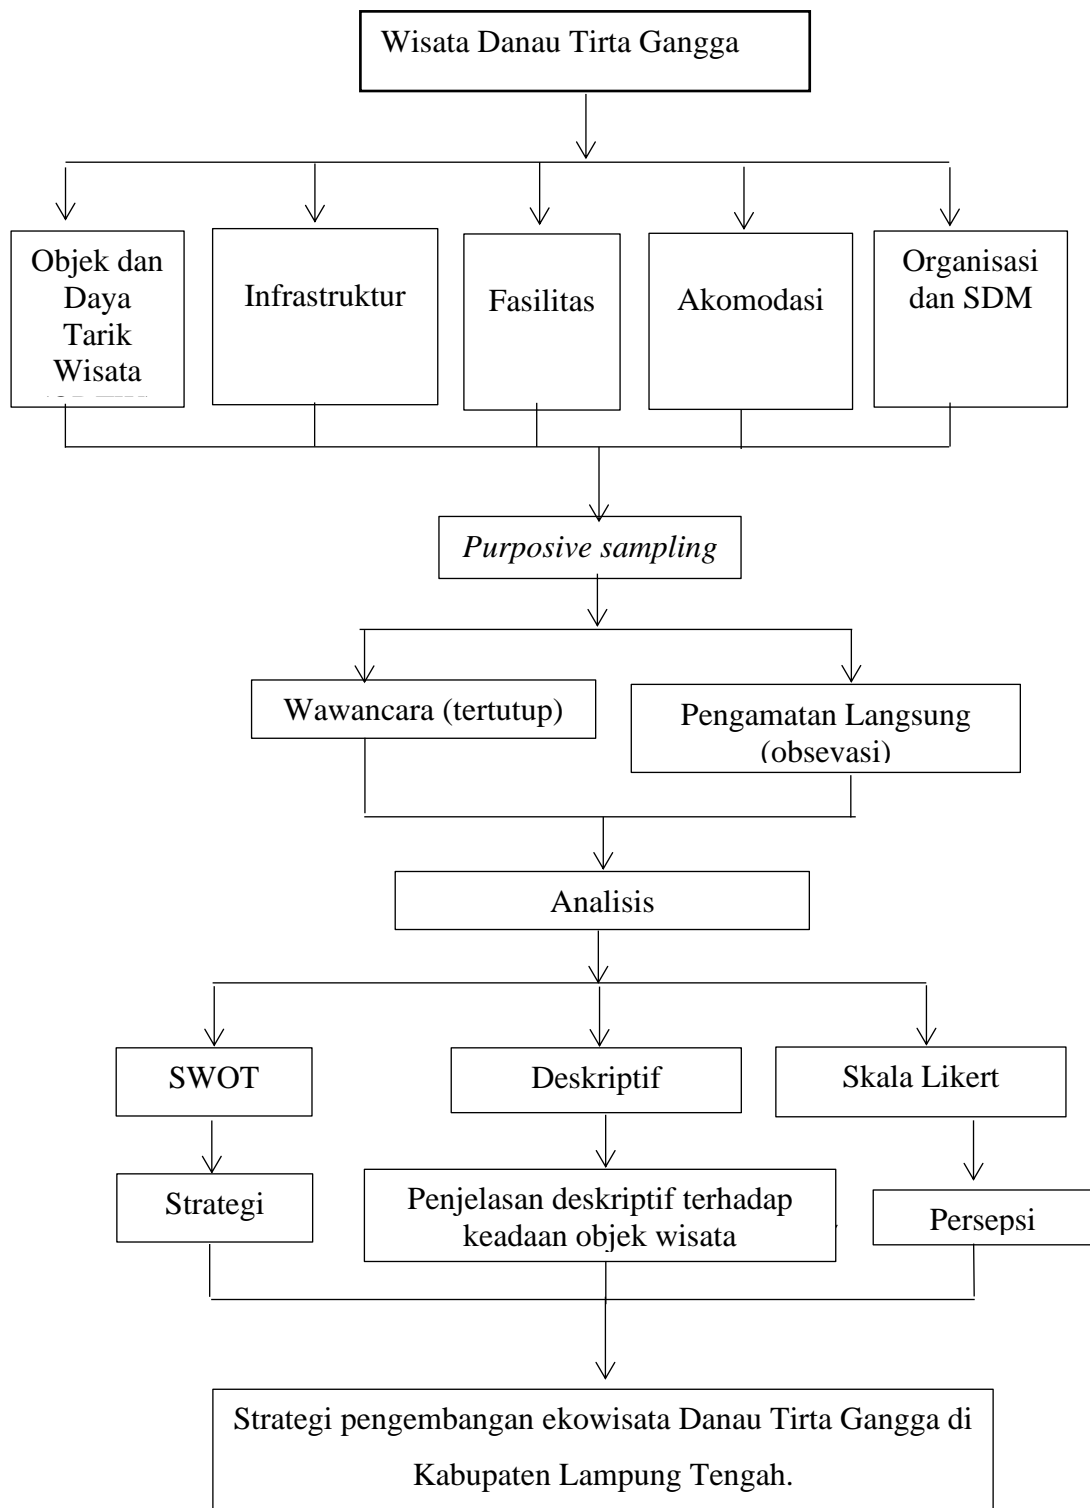 Wisata Danau Tirta Gangga
Objek dan
Daya
Tarik
Wisata
Infrastruktur
Fasilitas
Akomodasi
Organisasi
dan SDM
Purposive sampling
Wawancara (tertutup)
Pengamatan Langsung
(obsevasi)
Analisis
SWOT
Deskriptif
Skala Likert
Strategi
Penjelasan deskriptif terhadap
keadaan objek wisata
Persepsi
Strategi pengembangan ekowisata Danau Tirta Gangga di
Kabupaten Lampung Tengah.